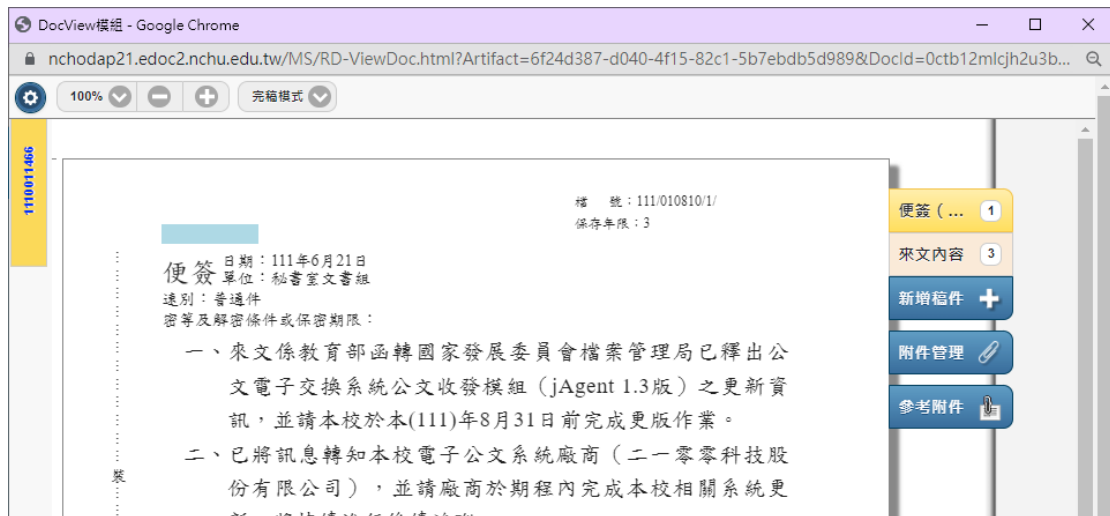 DocView模組 - Google Chrome
nchodap21.edoc2.nchu.edu.tw/MS/RD-ViewDoc.html?Artifact=6f24d387-d040-4f15-82c1-5b7ebdb5d989&DocId=0ctb12mlcjh2u3b...
100%
完稿模式
1110011466
檔 號：111/010810/1/
保存年限：3
便簽 日期：111年6月21日
單位：秘書室文書組
速別：普通件
密等及解密條件或保密期限：
一、來文係教育部函轉國家發展委員會檔案管理局已釋出公
文電子交換系統公文收發模組（jAgent 1.3版）之更新資
訊，並請本校於本(111)年8月31日前完成更版作業。
二、已將訊息轉知本校電子公文系統廠商（二一零零科技股
份有限公司），並請廠商於期程內完成本校相關系統更
裝
便簽 ( ... 1
來文內容 3
新增稿件
附件管理
參考附件